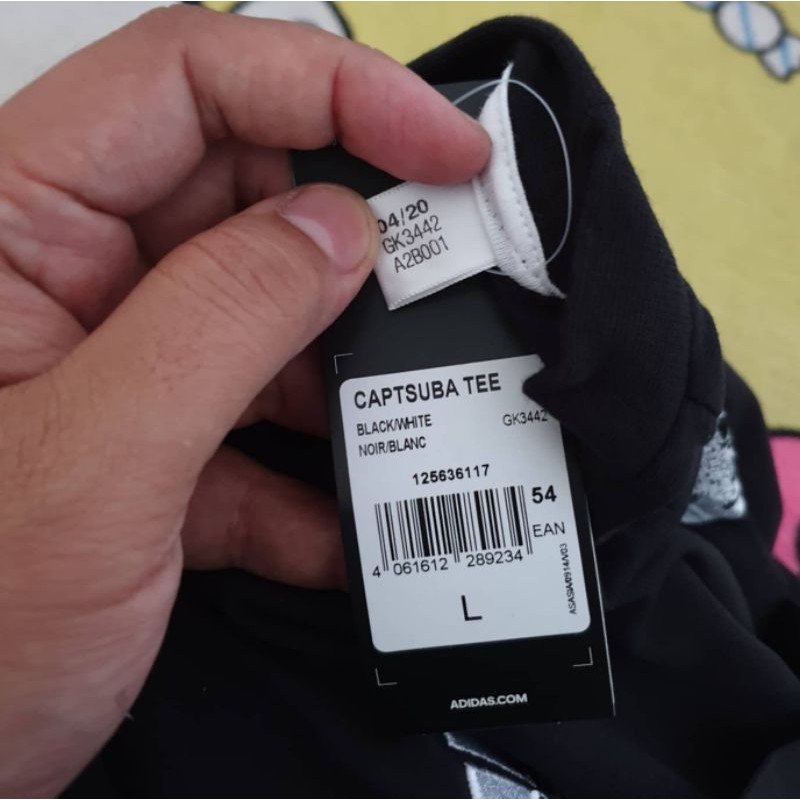 04/20
GK3442
A2B001
CAPTSUBA TEE
BLACK/WHITE GK3442
NOIR/BLANC
125636117
54
EAN
4 061612 289234
L
ADIDAS.COM